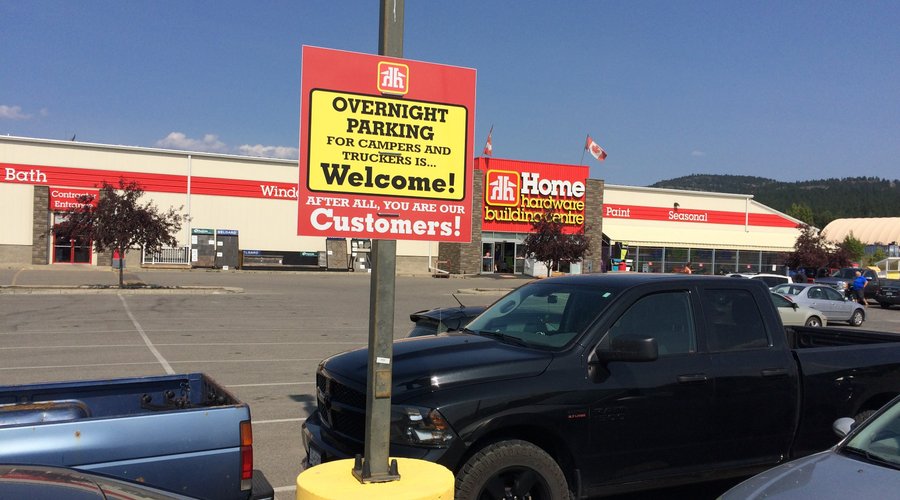 OVERNIGHT
PARKING
FOR CAMPERS AND
TRUCKERS IS...
Welcome!
AFTER ALL, YOU ARE OUR
Customers!
Bath
Contractor
Entrance
Home
hardware
building centre
Paint
Seasonal